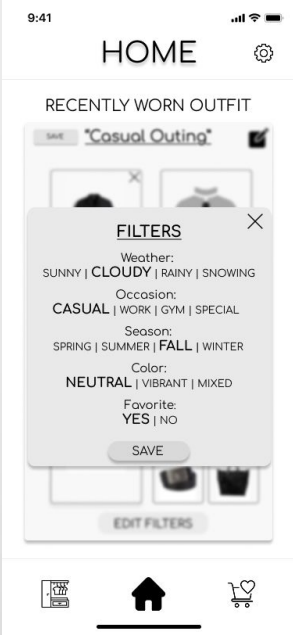 9:41
HOME
RECENTLY WORN OUTFIT
SAVE "Casual Outing"
FILTERS
Weather:
SUNNY | CLOUDY | RAINY | SNOWING
Occasion:
CASUAL | WORK | GYM | SPECIAL
Season:
SPRING | SUMMER | FALL | WINTER
Color:
NEUTRAL | VIBRANT | MIXED
Favorite:
YES | NO
SAVE
EDIT FILTERS